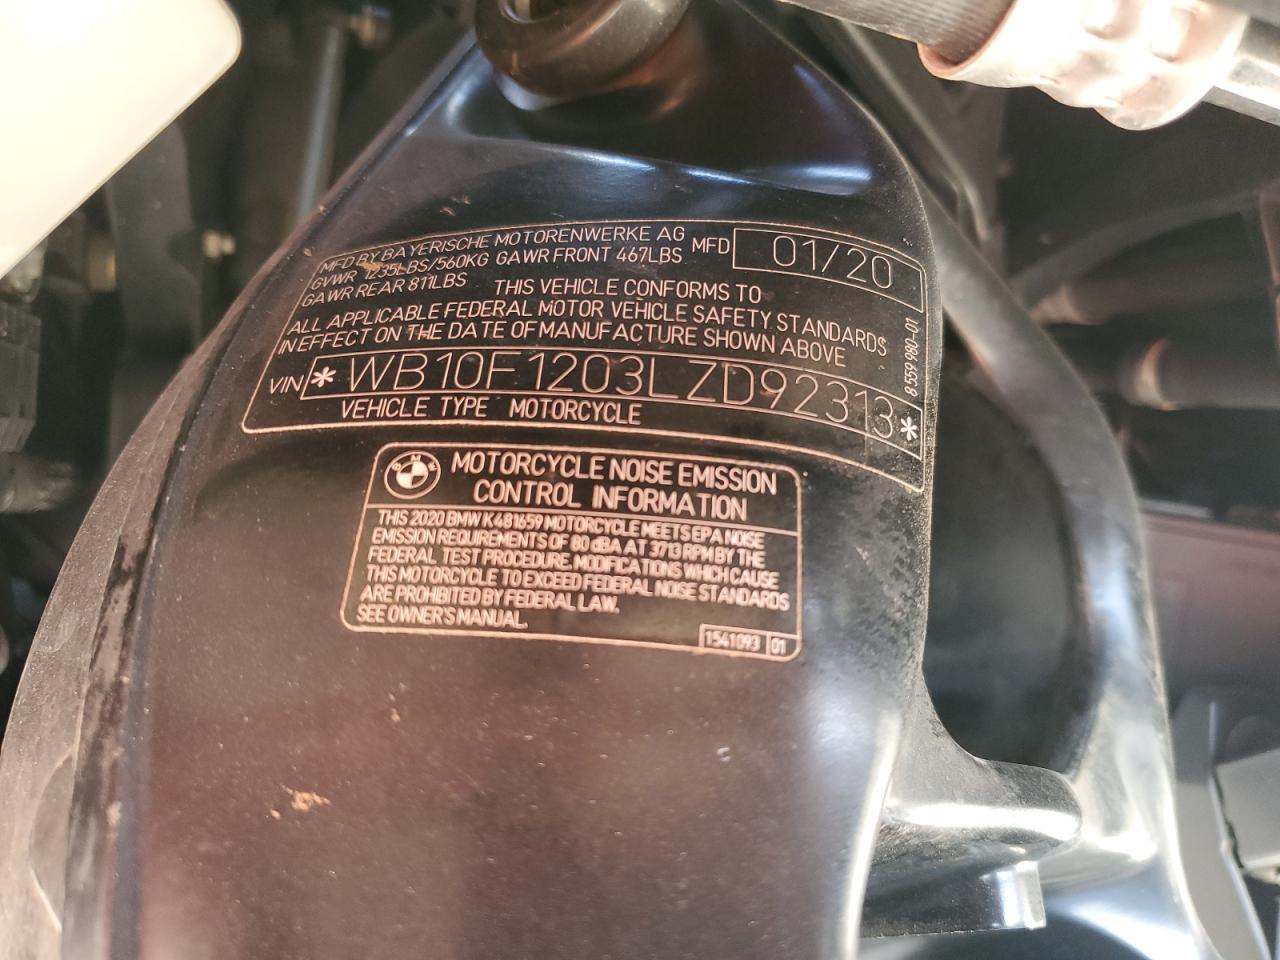 MFD BY BAYERISCHE MOTORENWERKE AG MFD 01/20
GVWR 1235LBS/560KG GAWR FRONT 467LBS
GAWR REAR 811LBS THIS VEHICLE CONFORMS TO
ALL APPLICABLE FEDERAL MOTOR VEHICLE SAFETY STANDARDS
IN EFFECT ON THE DATE OF MANUFACTURE SHOWN ABOVE
8559980-01
VIN *WB10F1203LZD92313*
VEHICLE TYPE MOTORCYCLE
BMW
MOTORCYCLE NOISE EMISSION
CONTROL INFORMATION
THIS 2020 BMW K481659 MOTORCYCLE MEETS EPA NOISE
EMISSION REQUIREMENTS OF 80 dBA AT 3713 RPM BY THE
FEDERAL TEST PROCEDURE. MODIFICATIONS WHICH CAUSE
THIS MOTORCYCLE TO EXCEED FEDERAL NOISE STANDARDS
ARE PROHIBITED BY FEDERAL LAW.
SEE OWNER'S MANUAL.
1541093 01